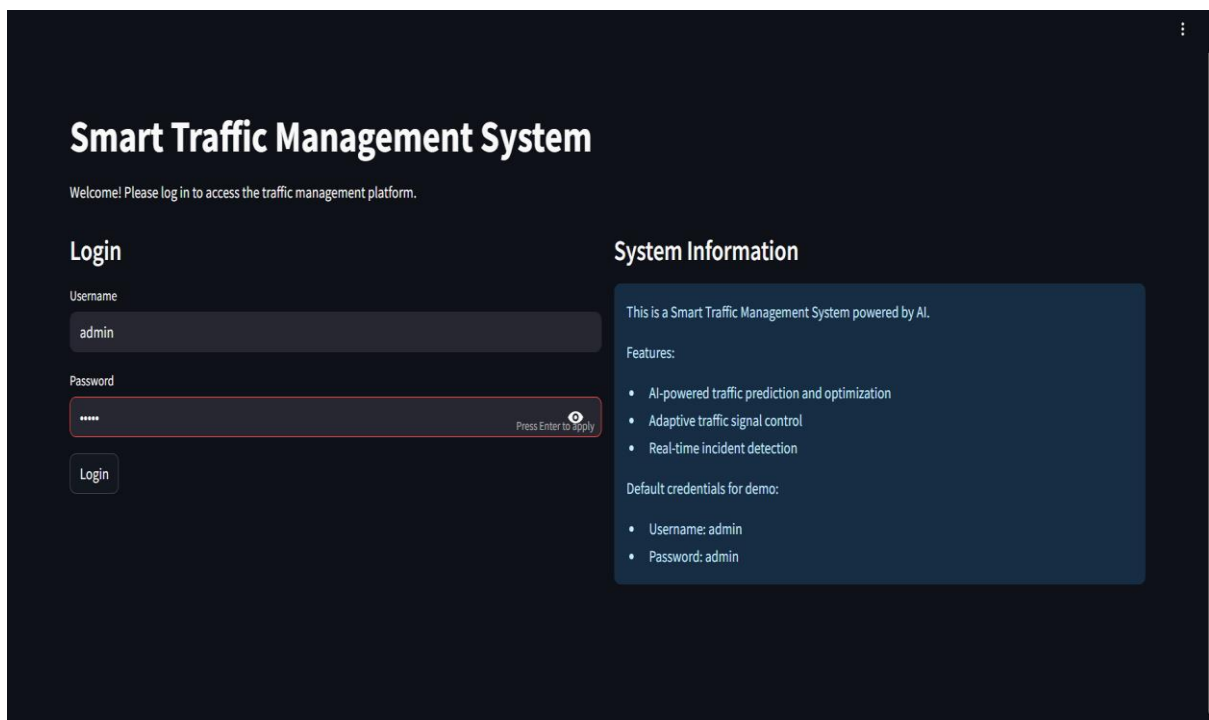 Smart Traffic Management System
Welcome! Please log in to access the traffic management platform.
Login
Username
admin
Password
•••••
Press Enter to apply
Login
System Information
This is a Smart Traffic Management System powered by AI.
Features:
• AI-powered traffic prediction and optimization
• Adaptive traffic signal control
• Real-time incident detection
Default credentials for demo:
• Username: admin
• Password: admin